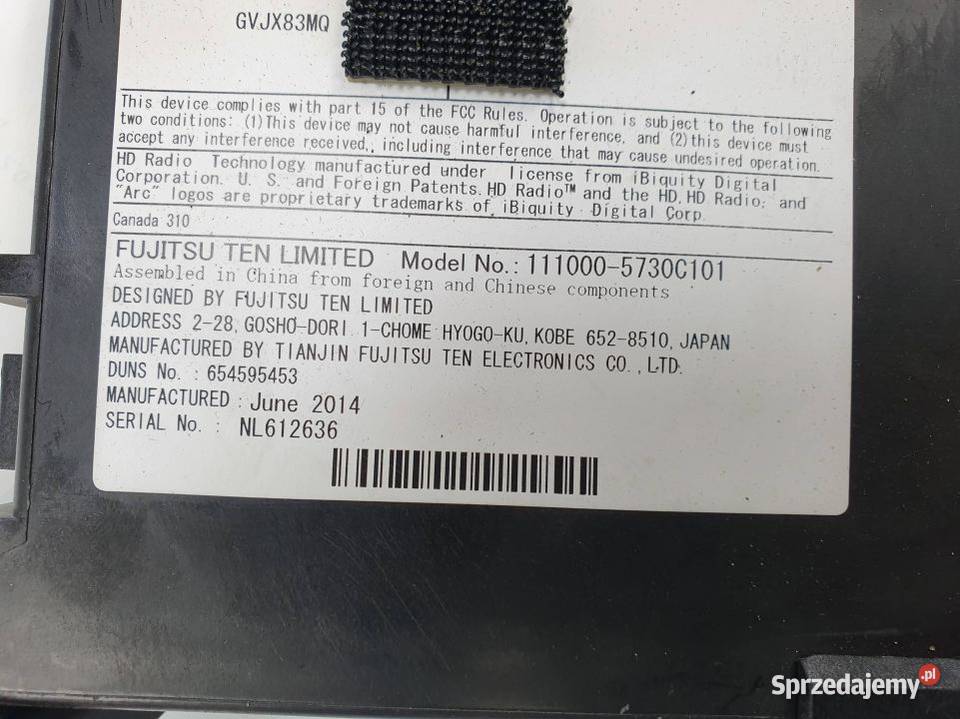 GVJX83MQ
This device complies with part 15 of the FCC Rules. Operation is subject to the following
two conditions: (1)This device may not cause harmful interference, and (2)this device must
accept any interference received., including interference that may cause undesired operation.
HD Radio Technology manufactured under license from iBiquity Digital
Corporation. U. S. and Foreign Patents. HD Radio™ and the HD, HD Radio, and
"Arc" logos are proprietary trademarks of iBiquity Digital Corp.
Canada 310
FUJITSU TEN LIMITED Model No.: 111000-5730C101
Assembled in China from foreign and Chinese components
DESIGNED BY FUJITSU TEN LIMITED
ADDRESS 2-28, GOSHO-DORI 1-CHOME HYOGO-KU, KOBE 652-8510, JAPAN
MANUFACTURED BY TIANJIN FUJITSU TEN ELECTRONICS CO., LTD.
DUNS No. : 654595453
MANUFACTURED : June 2014
SERIAL No. : NL612636
Sprzedajemy.pl